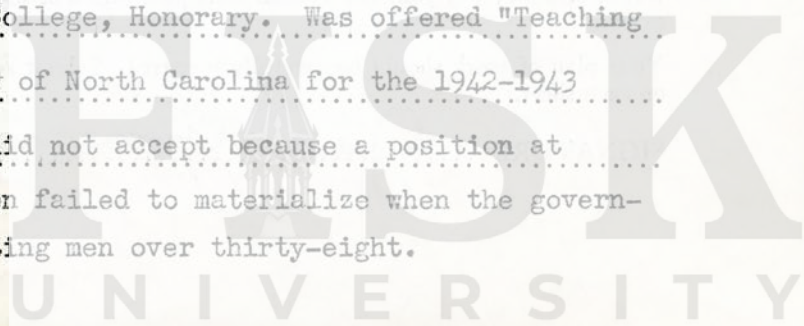 ollege, Honorary. Was offered "Teaching
of North Carolina for the 1942-1943
id not accept because a position at
n failed to materialize when the govern-
ing men over thirty-eight.
FISK
UNIVERSITY